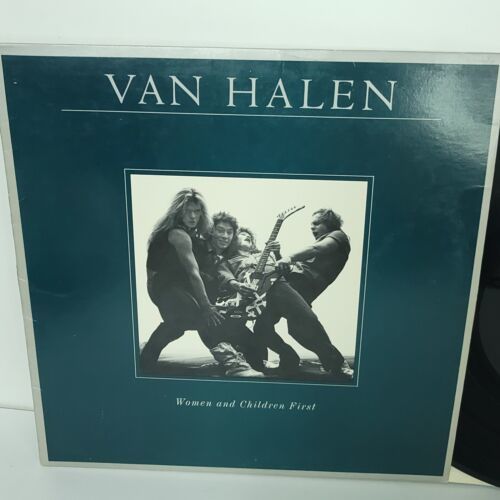 VAN HALEN
Women and Children First